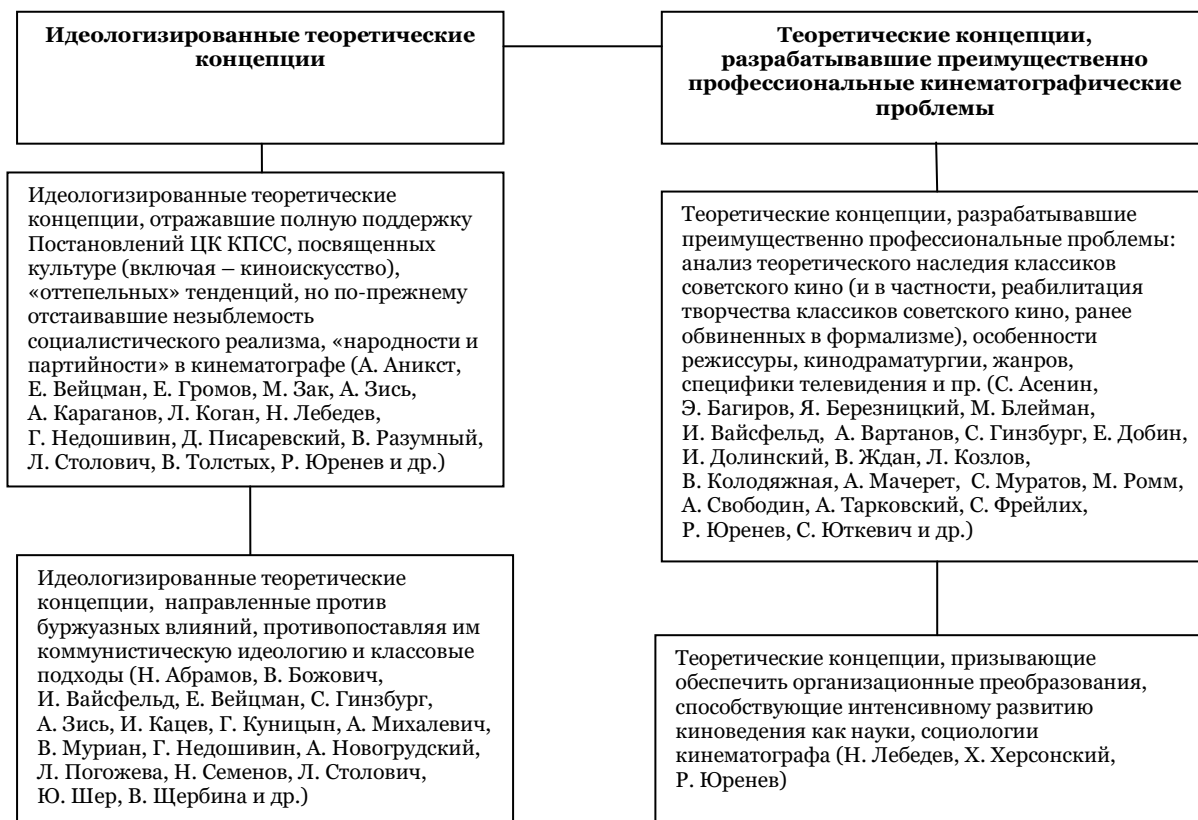 Идеологизированные теоретические
концепции
Теоретические концепции,
разрабатывавшие преимущественно
профессиональные кинематографические
проблемы
Идеологизированные теоретические
концепции, отражавшие полную поддержку
Постановлений ЦК КПСС, посвященных
культуре (включая – киноискусство),
«оттепельных» тенденций, но по-прежнему
отстаивавшие незыблемость
социалистического реализма, «народности и
партийности» в кинематографе (А. Аникст,
Е. Вейцман, Е. Громов, М. Зак, А. Зись,
А. Караганов, Л. Коган, Н. Лебедев,
Г. Недошивин, Д. Писаревский, В. Разумный,
Л. Столович, В. Толстых, Р. Юренев и др.)
Теоретические концепции, разрабатывавшие
преимущественно профессиональные проблемы:
анализ теоретического наследия классиков
советского кино (и в частности, реабилитация
творчества классиков советского кино, ранее
обвиненных в формализме), особенности
режиссуры, кинодраматургии, жанров,
специфики телевидения и пр. (С. Асенин,
Э. Багиров, Я. Березницкий, М. Блейман,
И. Вайсфельд, А. Вартанов, С. Гинзбург, Е. Добин,
И. Долинский, В. Ждан, Л. Козлов,
В. Колодяжная, А. Мачерет, С. Муратов, М. Ромм,
А. Свободин, А. Тарковский, С. Фрейлих,
Р. Юренев, С. Юткевич и др.)
Идеологизированные теоретические
концепции, направленные против
буржуазных влияний, противопоставляя им
коммунистическую идеологию и классовые
подходы (Н. Абрамов, В. Божович,
И. Вайсфельд, Е. Вейцман, С. Гинзбург,
А. Зись, И. Кацев, Г. Куницын, А. Михалевич,
В. Муриан, Г. Недошивин, А. Новогрудский,
Л. Погожева, Н. Семенов, Л. Столович,
Ю. Шер, В. Щербина и др.)
Теоретические концепции, призывающие
обеспечить организационные преобразования,
способствующие интенсивному развитию
киноведения как науки, социологии
кинематографа (Н. Лебедев, Х. Херсонский,
Р. Юренев)